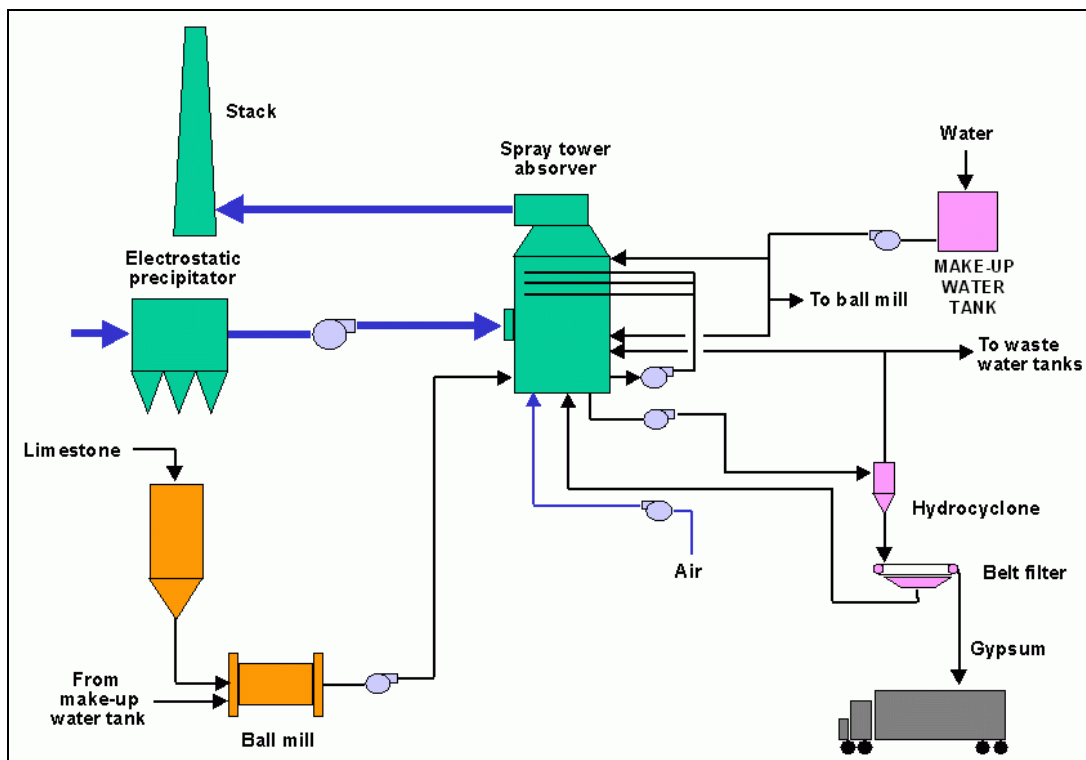 Stack
Spray tower
absorver
Water
Electrostatic
precipitator
MAKE-UP
WATER
TANK
To ball mill
To waste
water tanks
Limestone
Hydrocyclone
Air
Belt filter
Gypsum
From
make-up
water tank
Ball mill